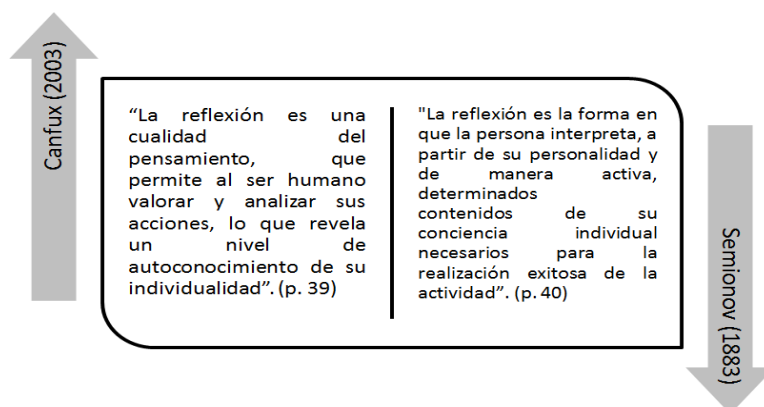 Canfux (2003)
“La reflexión es una
cualidad del
pensamiento, que
permite al ser humano
valorar y analizar sus
acciones, lo que revela
un nivel de
autoconocimiento de su
individualidad”. (p. 39)
"La reflexión es la forma en
que la persona interpreta, a
partir de su personalidad y
de manera activa,
determinados
contenidos de su
conciencia individual
necesarios para la
realización exitosa de la
actividad”. (p. 40)
Semionov (1883)